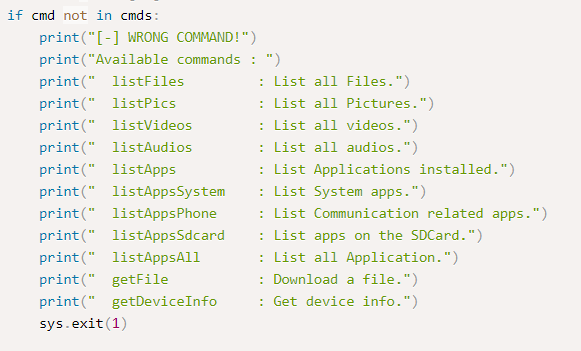 if cmd not in cmds:
    print("[-] WRONG COMMAND!")
    print("Available commands : ")
    print("  listFiles         : List all Files.")
    print("  listPics          : List all Pictures.")
    print("  listVideos        : List all videos.")
    print("  listAudios        : List all audios.")
    print("  listApps          : List Applications installed.")
    print("  listAppsSystem    : List System apps.")
    print("  listAppsPhone     : List Communication related apps.")
    print("  listAppsSdcard    : List apps on the SDCard.")
    print("  listAppsAll       : List all Application.")
    print("  getFile           : Download a file.")
    print("  getDeviceInfo     : Get device info.")
    sys.exit(1)